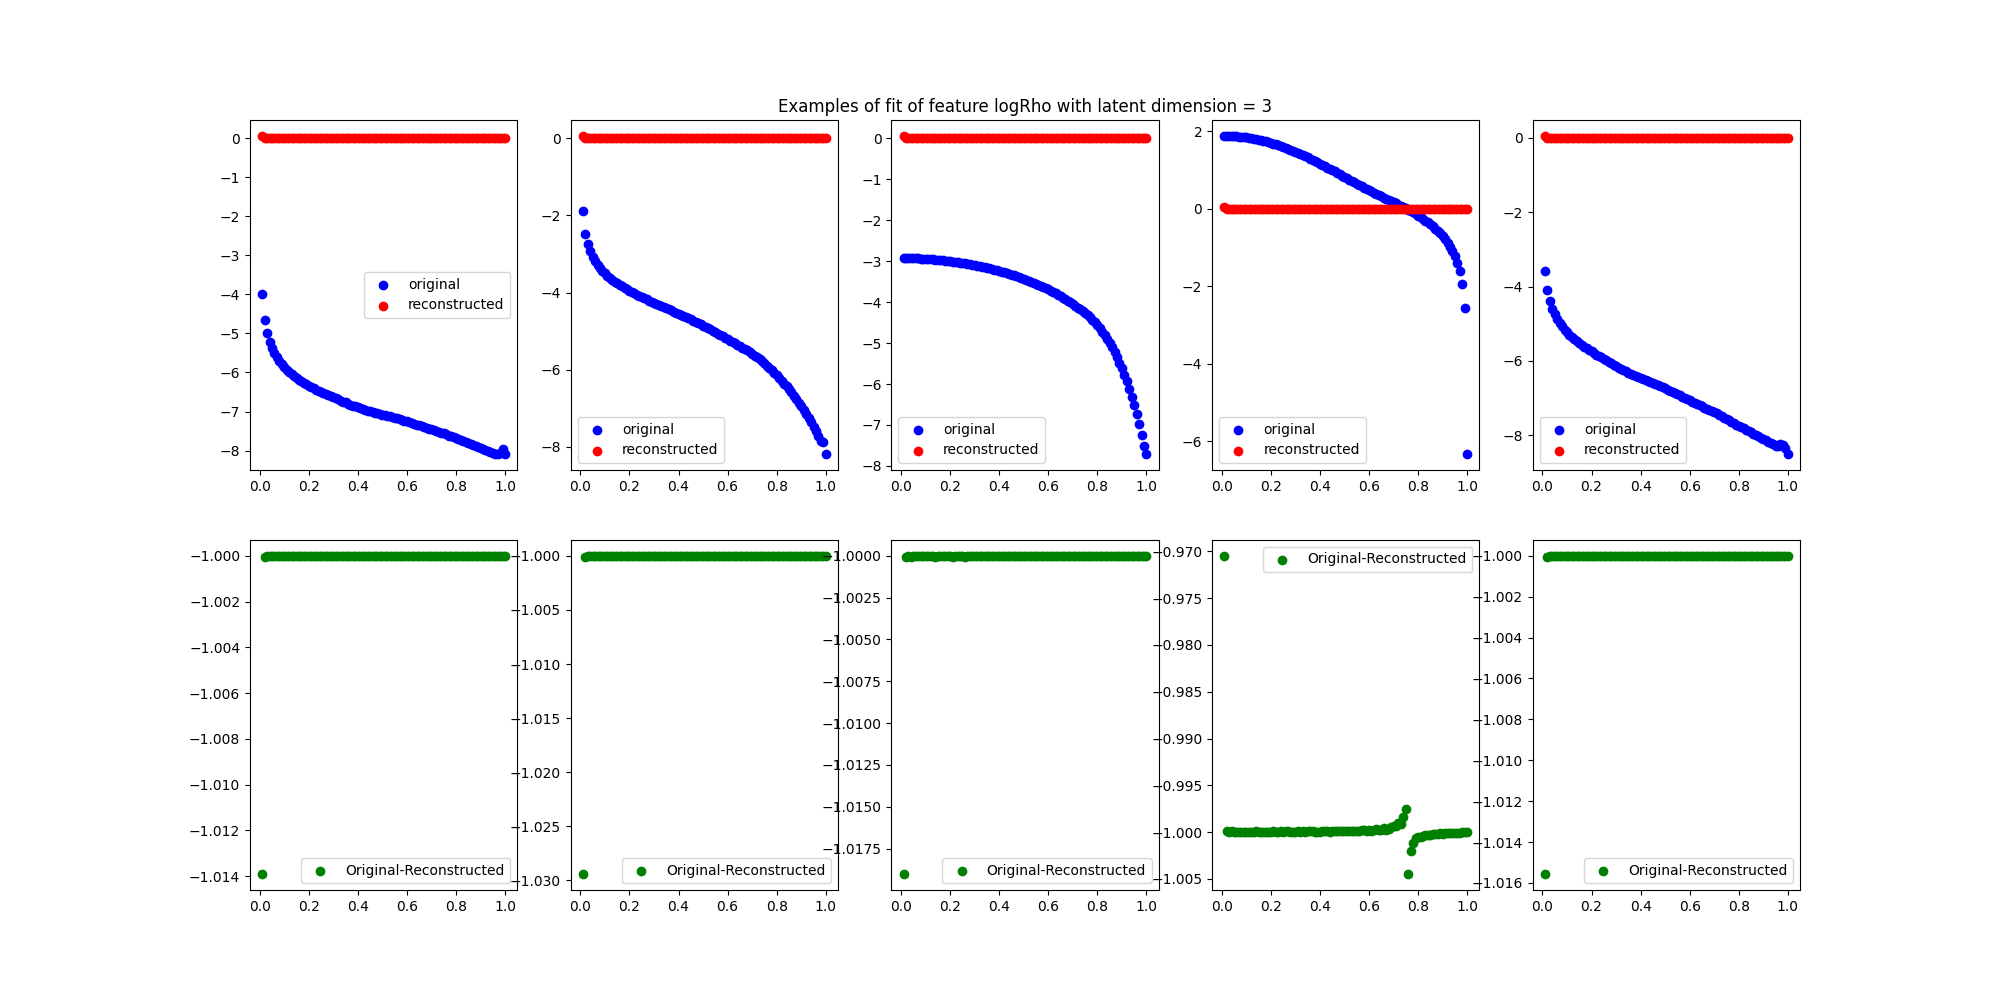 Examples of fit of feature logRho with latent dimension = 3
0
−1
−2
−3
−4
−5
−6
−7
−8
0.0 0.2 0.4 0.6 0.8 1.0
original
reconstructed
0
−2
−4
−6
−8
0.0 0.2 0.4 0.6 0.8 1.0
original
reconstructed
0
−1
−2
−3
−4
−5
−6
−7
−8
0.0 0.2 0.4 0.6 0.8 1.0
original
reconstructed
2
0
−2
−4
−6
0.0 0.2 0.4 0.6 0.8 1.0
original
reconstructed
0
−2
−4
−6
−8
0.0 0.2 0.4 0.6 0.8 1.0
original
reconstructed
−1.000
−1.002
−1.004
−1.006
−1.008
−1.010
−1.012
−1.014
0.0 0.2 0.4 0.6 0.8 1.0
Original-Reconstructed
−1.000
−1.005
−1.010
−1.015
−1.020
−1.025
−1.030
0.0 0.2 0.4 0.6 0.8 1.0
Original-Reconstructed
−1.0000
−1.0025
−1.0050
−1.0075
−1.0100
−1.0125
−1.0150
−1.0175
0.0 0.2 0.4 0.6 0.8 1.0
Original-Reconstructed
−0.970
−0.975
−0.980
−0.985
−0.990
−0.995
−1.000
−1.005
0.0 0.2 0.4 0.6 0.8 1.0
Original-Reconstructed
−1.000
−1.002
−1.004
−1.006
−1.008
−1.010
−1.012
−1.014
−1.016
0.0 0.2 0.4 0.6 0.8 1.0
Original-Reconstructed